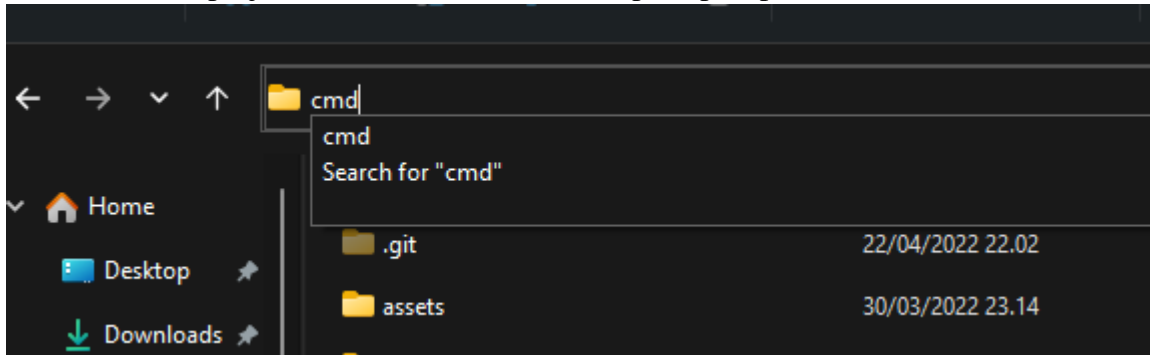 cmd
cmd
Search for "cmd"
Home
.git 22/04/2022 22.02
Desktop
assets 30/03/2022 23.14
Downloads